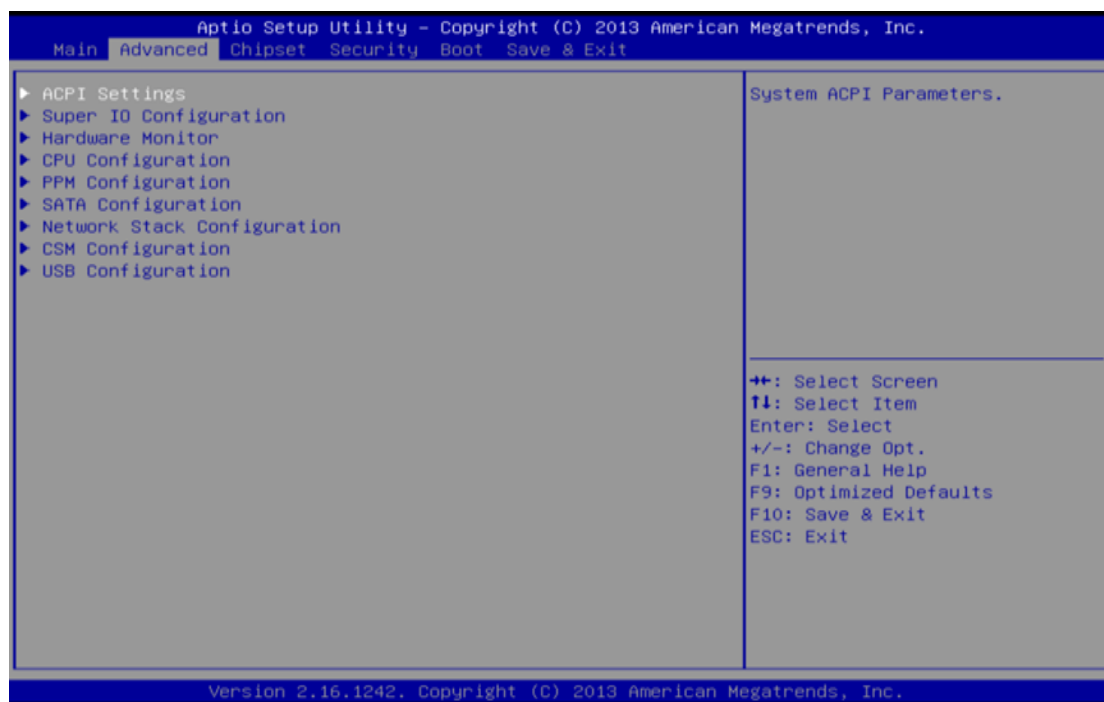 Aptio Setup Utility – Copyright (C) 2013 American Megatrends, Inc.
Main Advanced Chipset Security Boot Save & Exit
► ACPI Settings
► Super IO Configuration
► Hardware Monitor
► CPU Configuration
► PPM Configuration
► SATA Configuration
► Network Stack Configuration
► CSM Configuration
► USB Configuration
System ACPI Parameters.
→←: Select Screen
↑↓: Select Item
Enter: Select
+/-: Change Opt.
F1: General Help
F9: Optimized Defaults
F10: Save & Exit
ESC: Exit
Version 2.16.1242. Copyright (C) 2013 American Megatrends, Inc.